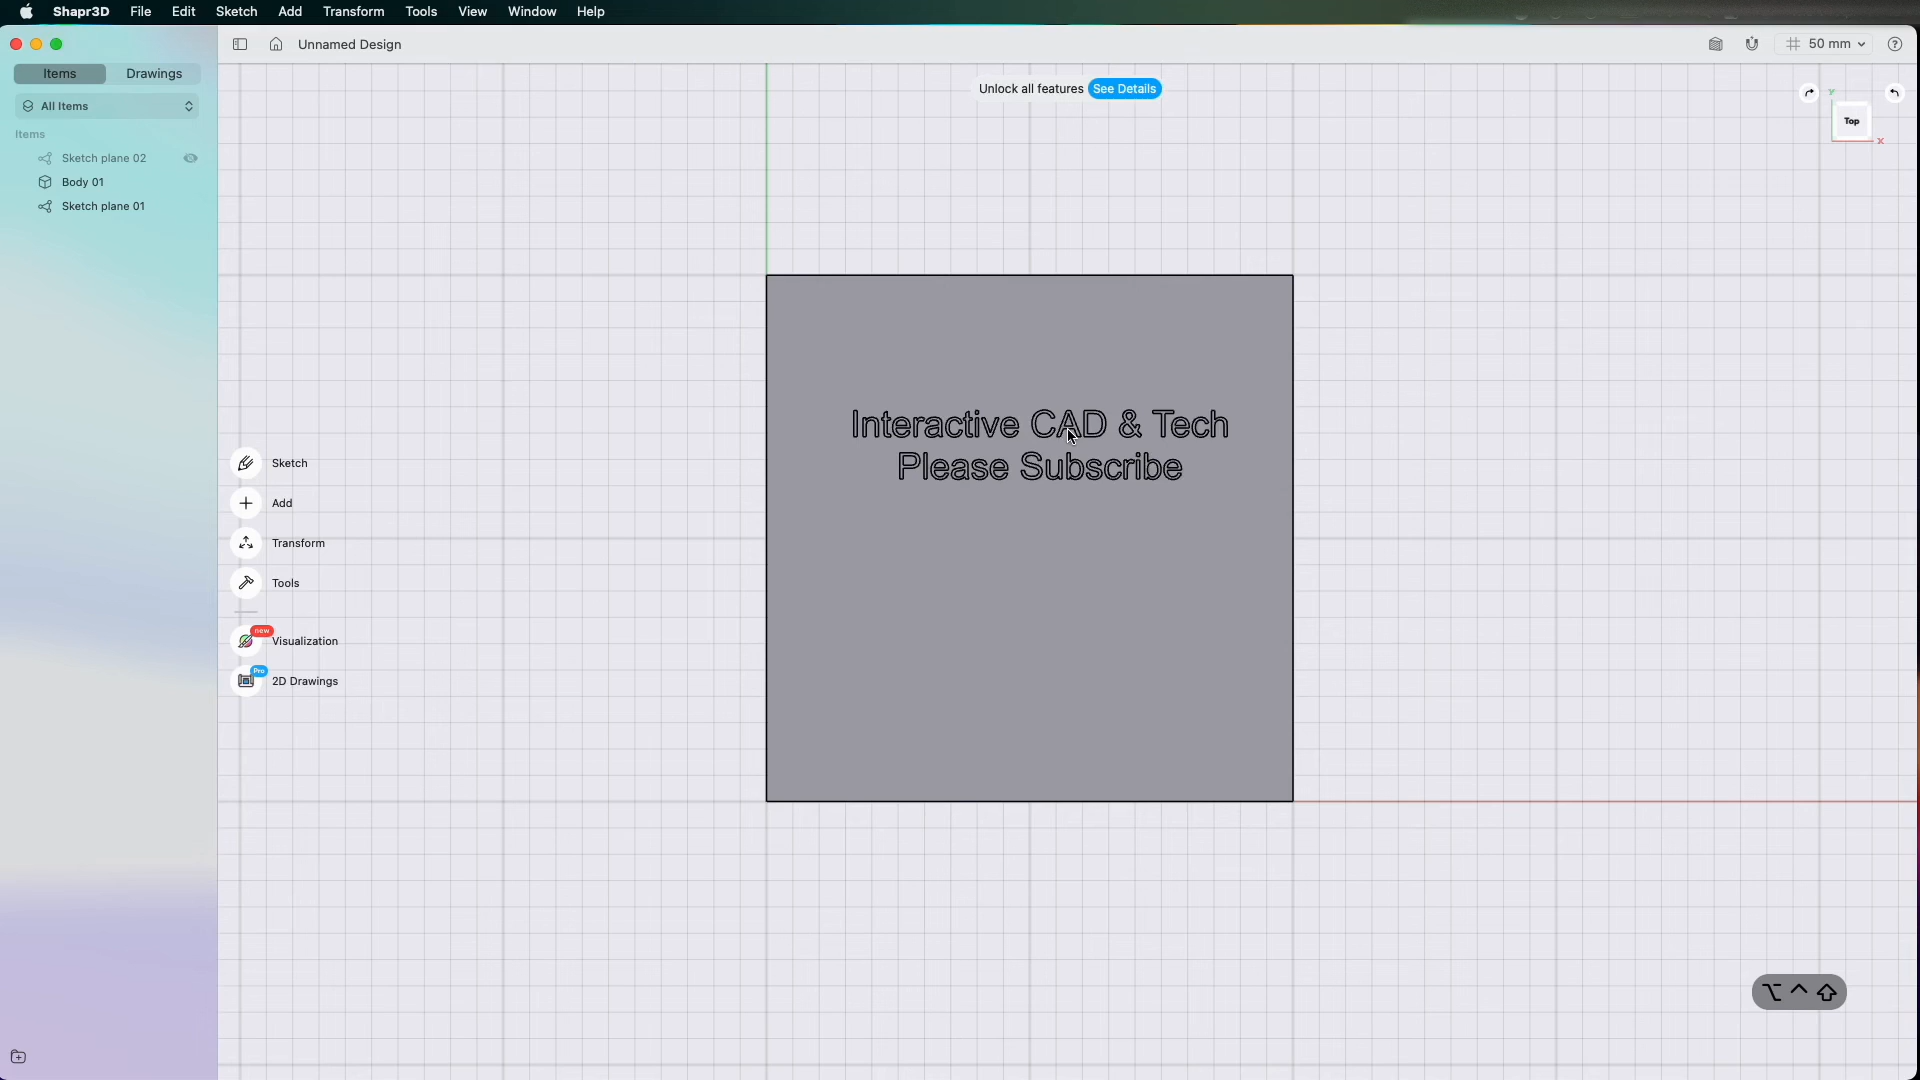 Shapr3D File Edit Sketch Add Transform Tools View Window Help
Unnamed Design
50 mm
Items Drawings
All Items
Items
Sketch plane 02
Body 01
Sketch plane 01
Unlock all features See Details
Y
Top
X
Interactive CAD & Tech
Please Subscribe
Sketch
Add
Transform
Tools
new
Visualization
Pro
2D Drawings